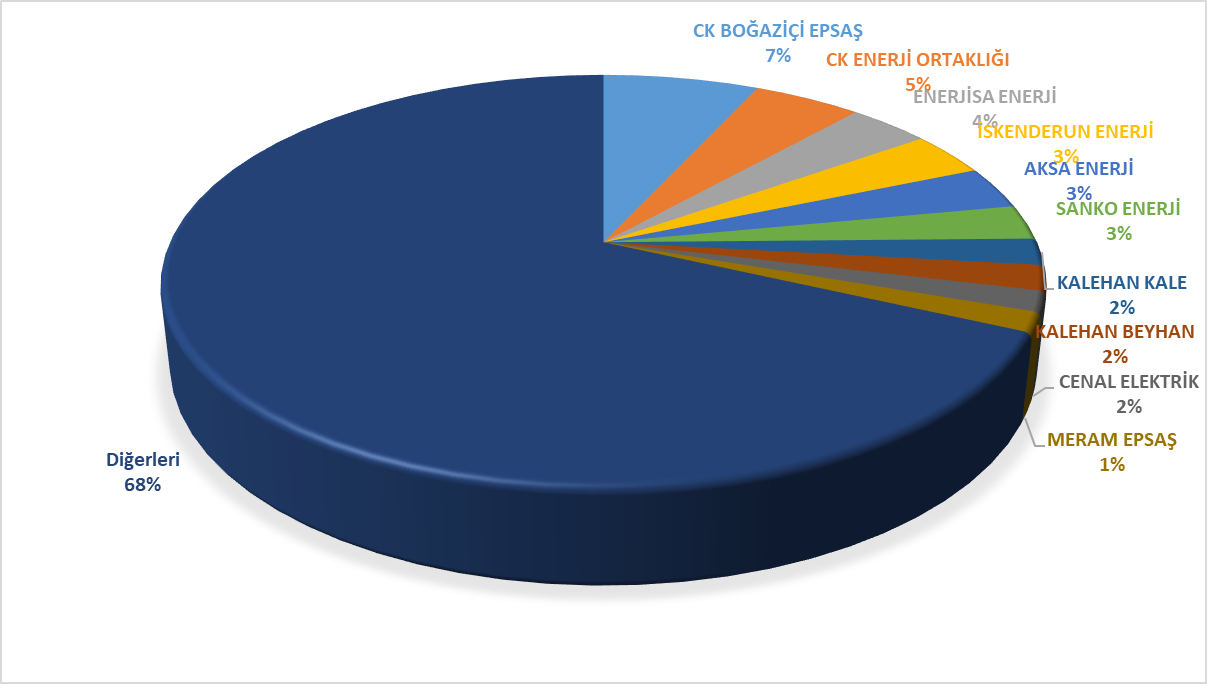 CK BOĞAZİÇİ EPSAŞ
7%
CK ENERJİ ORTAKLIĞI
5%
ENERJİSA ENERJİ
4%
İSKENDERUN ENERJİ
3%
AKSA ENERJİ
3%
SANKO ENERJİ
3%
KALEHAN KALE
2%
KALEHAN BEYHAN
2%
CENAL ELEKTRİK
2%
MERAM EPSAŞ
1%
Diğerleri
68%